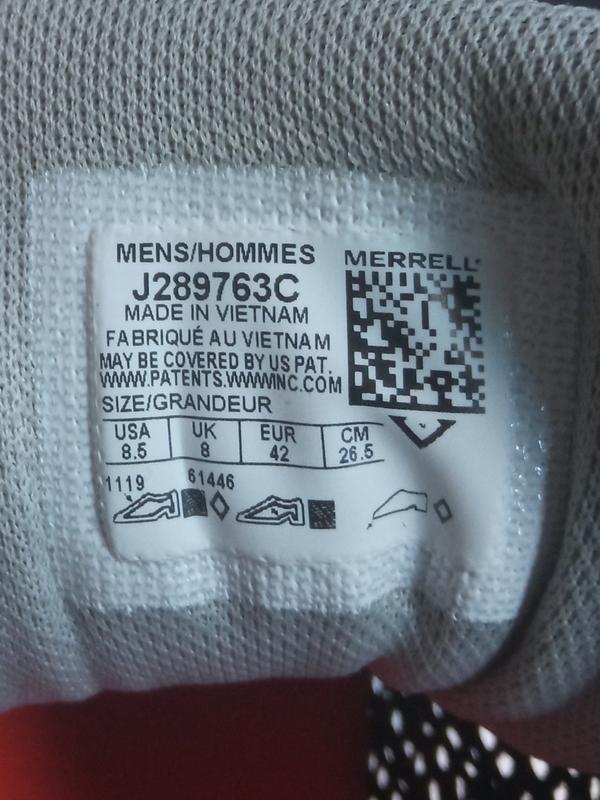 MENS/HOMMES
MERRELL
J289763C
MADE IN VIETNAM
FABRIQUÉ AU VIETNAM
MAY BE COVERED BY US PAT.
WWW.PATENTS.WWWINC.COM
SIZE/GRANDEUR
USA UK EUR CM
8.5 8 42 26.5
1119 61446